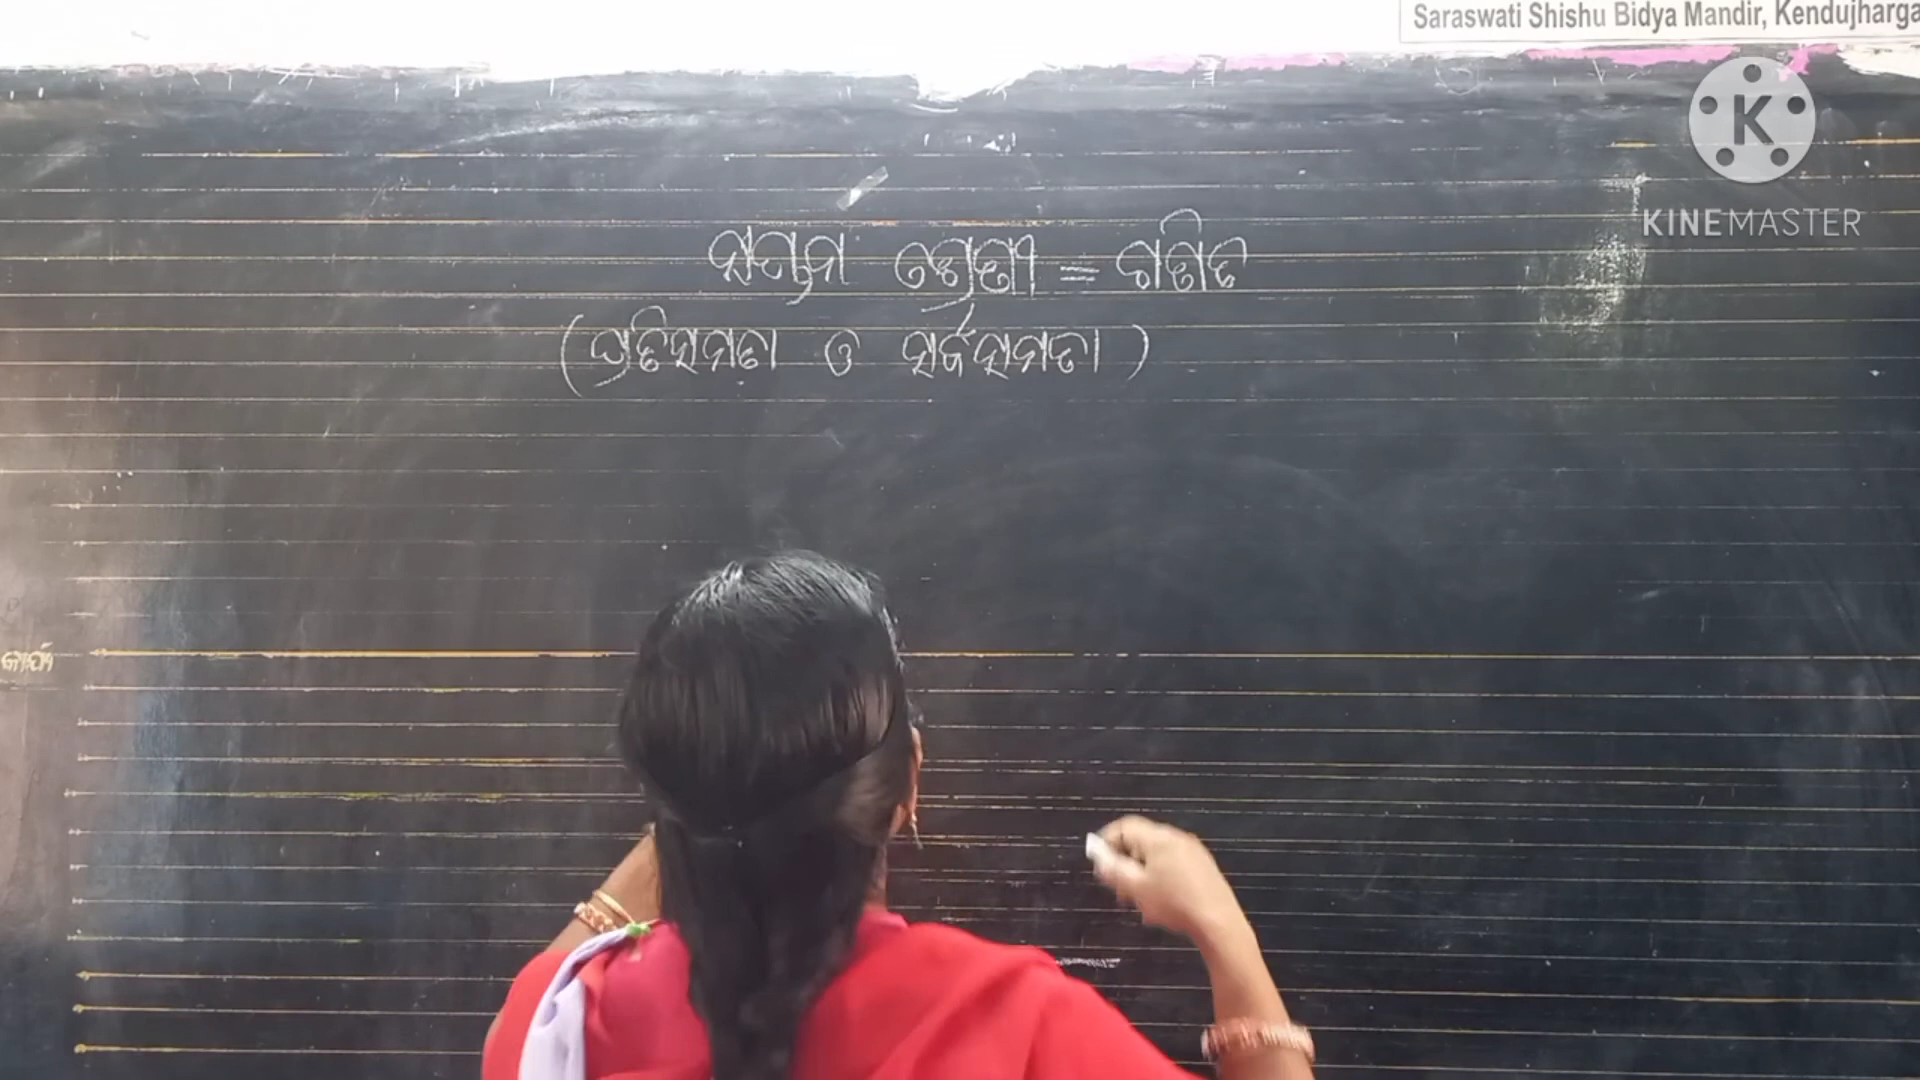 Saraswati Shishu Bidya Mandir, Kendujharga
KINEMASTER
ସପ୍ତମ ଶ୍ରେଣୀ = ଗଣିତ
(ପ୍ରତିସମତା ଓ ସର୍ବସମତା)